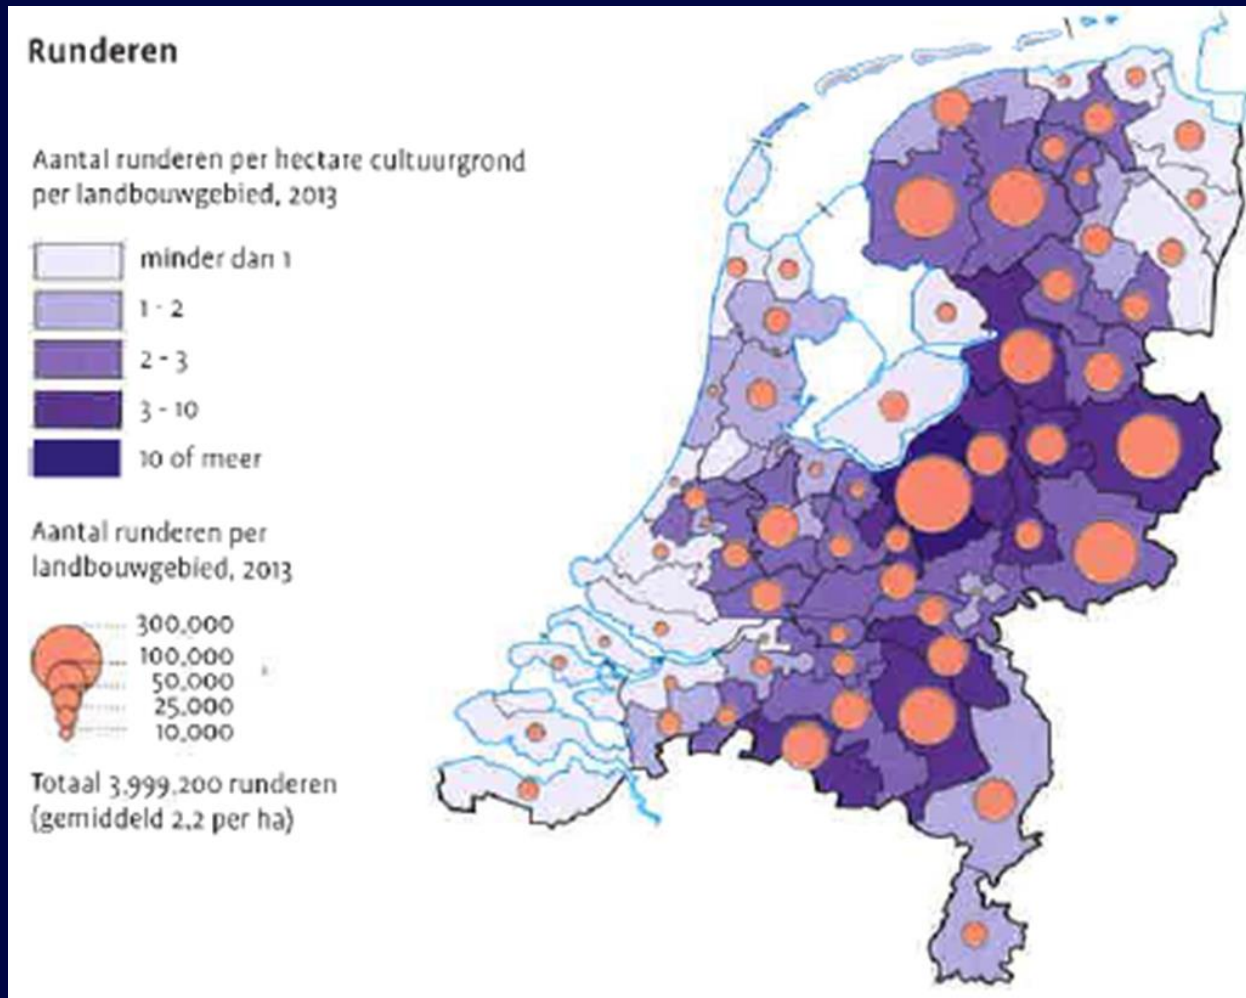 Runderen
Aantal runderen per hectare cultuurgrond
per landbouwgebied, 2013
minder dan 1
1 - 2
2 - 3
3 - 10
10 of meer
Aantal runderen per
landbouwgebied, 2013
300.000
100.000
50.000
25.000
10.000
Totaal 3.999.200 runderen
(gemiddeld 2,2 per ha)